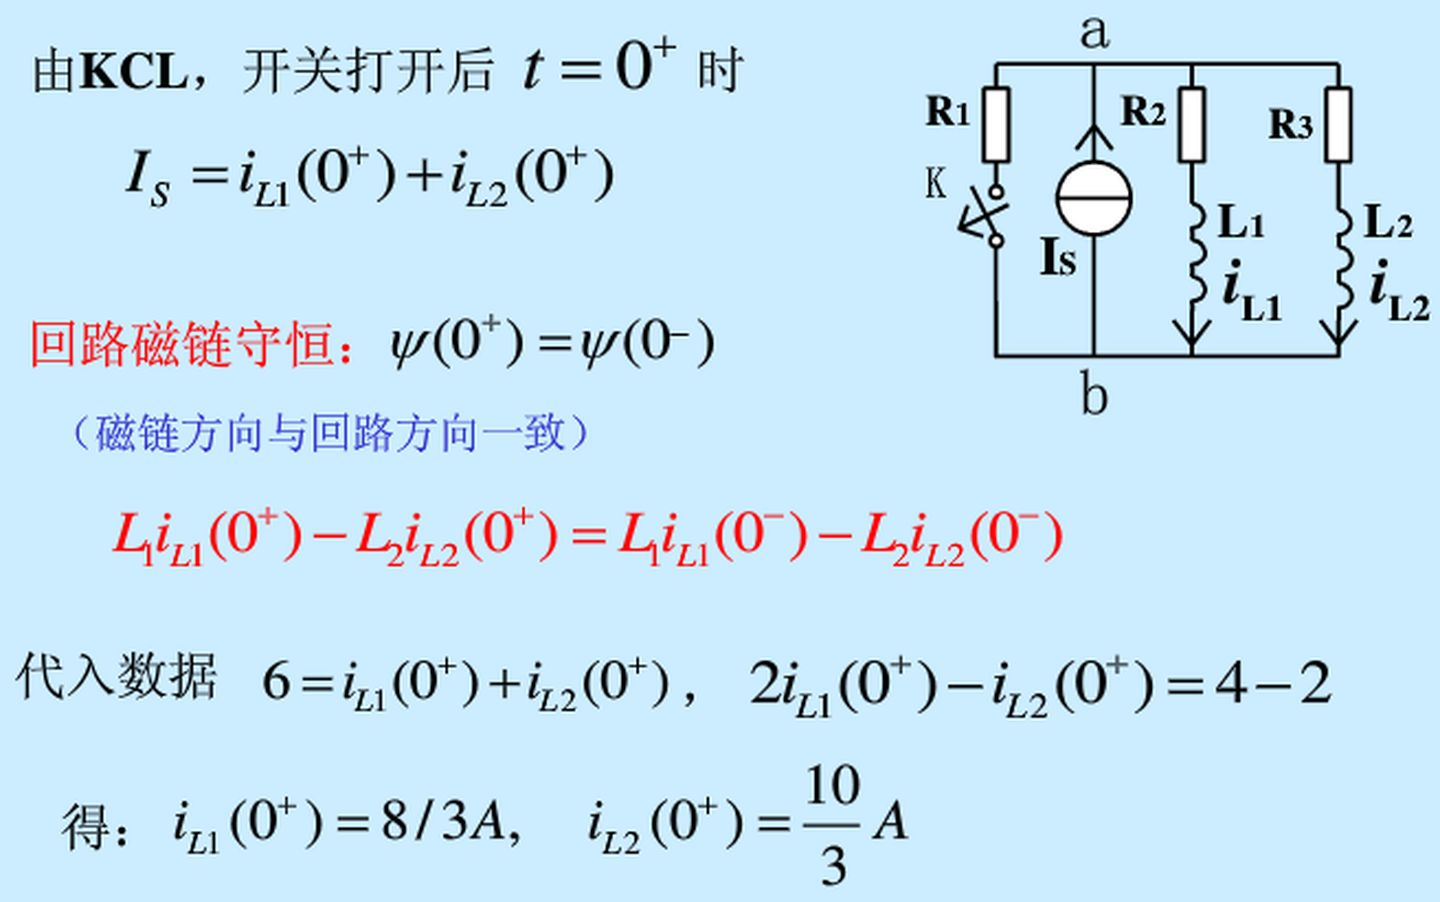 由KCL，开关打开后 t = 0⁺ 时
I_S = i_L1(0⁺) + i_L2(0⁺)
回路磁链守恒：ψ(0⁺) = ψ(0⁻)
（磁链方向与回路方向一致）
L₁i_L1(0⁺) − L₂i_L2(0⁺) = L₁i_L1(0⁻) − L₂i_L2(0⁻)
代入数据 6 = i_L1(0⁺) + i_L2(0⁺)， 2i_L1(0⁺) − i_L2(0⁺) = 4 − 2
得： i_L1(0⁺) = 8/3A, i_L2(0⁺) = 10/3 A
a
R1 R2 R3
K
L1 L2
Is i_L1 i_L2
b